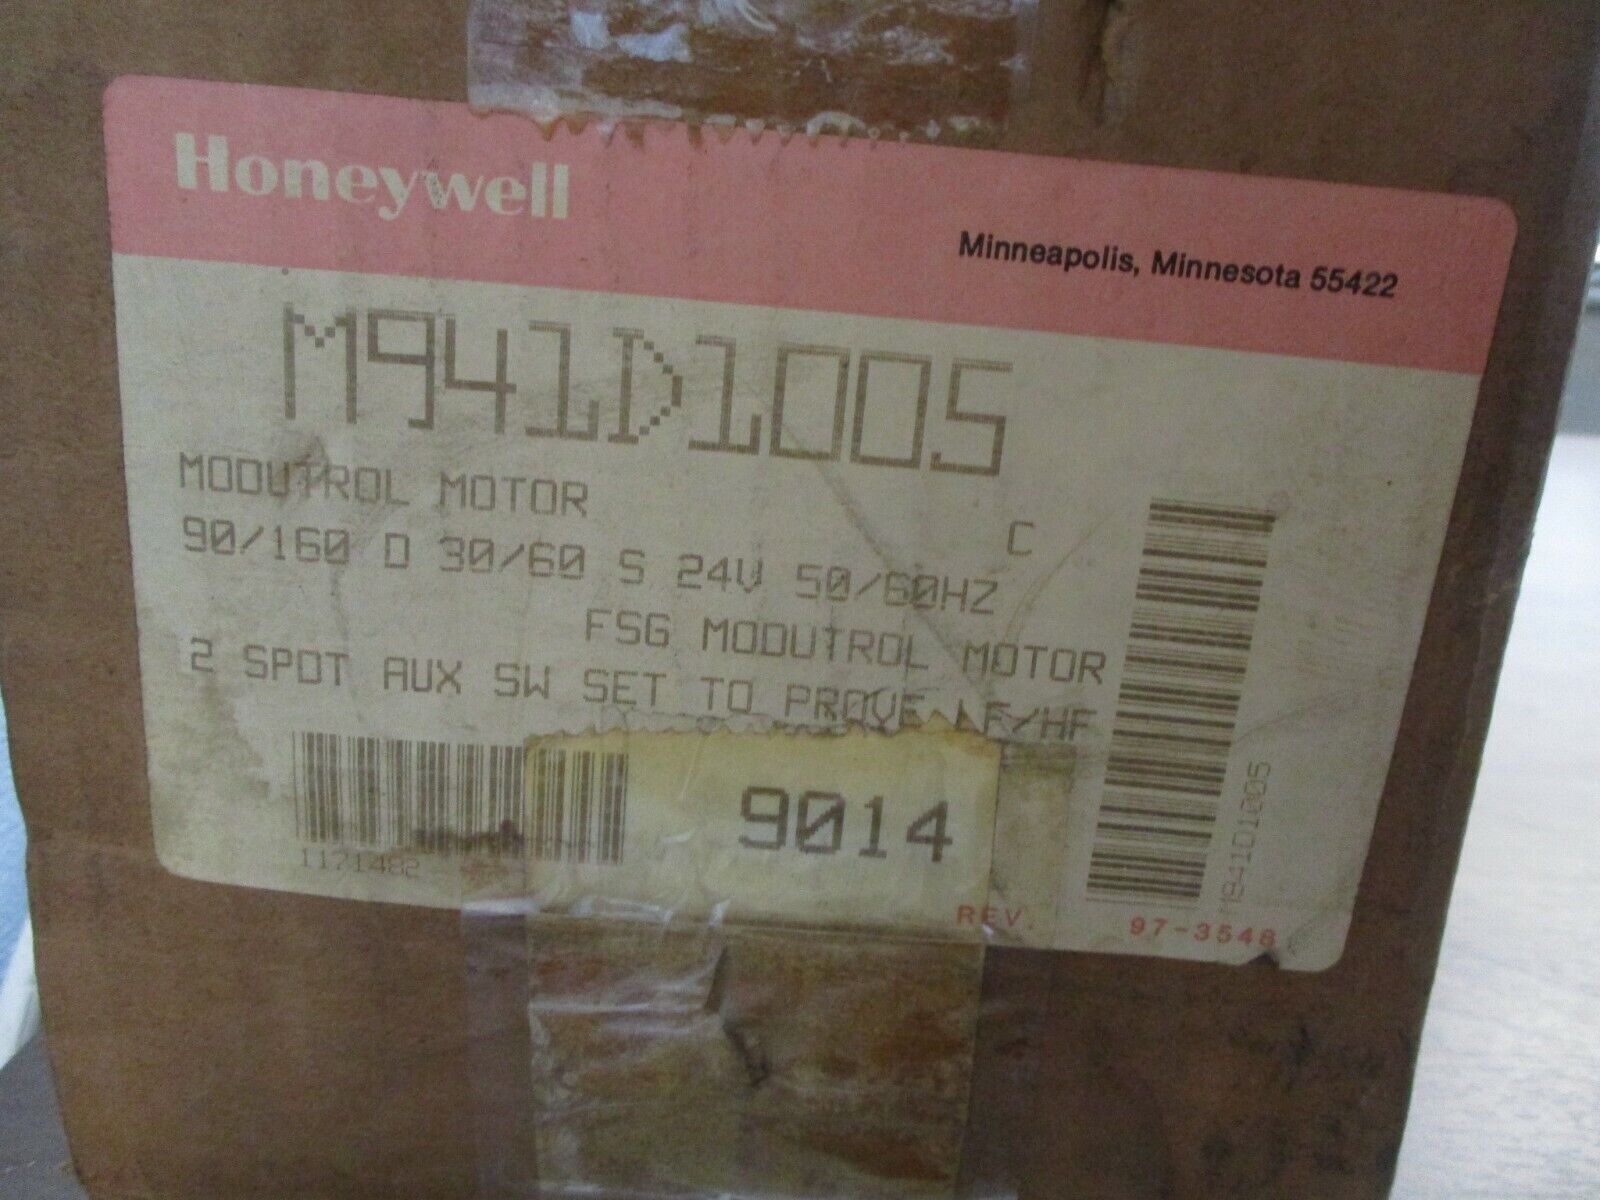 Honeywell
Minneapolis, Minnesota 55422
M941D1005
MODUTROL MOTOR
C
90/160 D 30/60 S 24V 50/60HZ
FSG MODUTROL MOTOR
2 SPDT AUX SW SET TO PROVE LF/HF
1171482
9014
M941D1005
REV.
97-3548